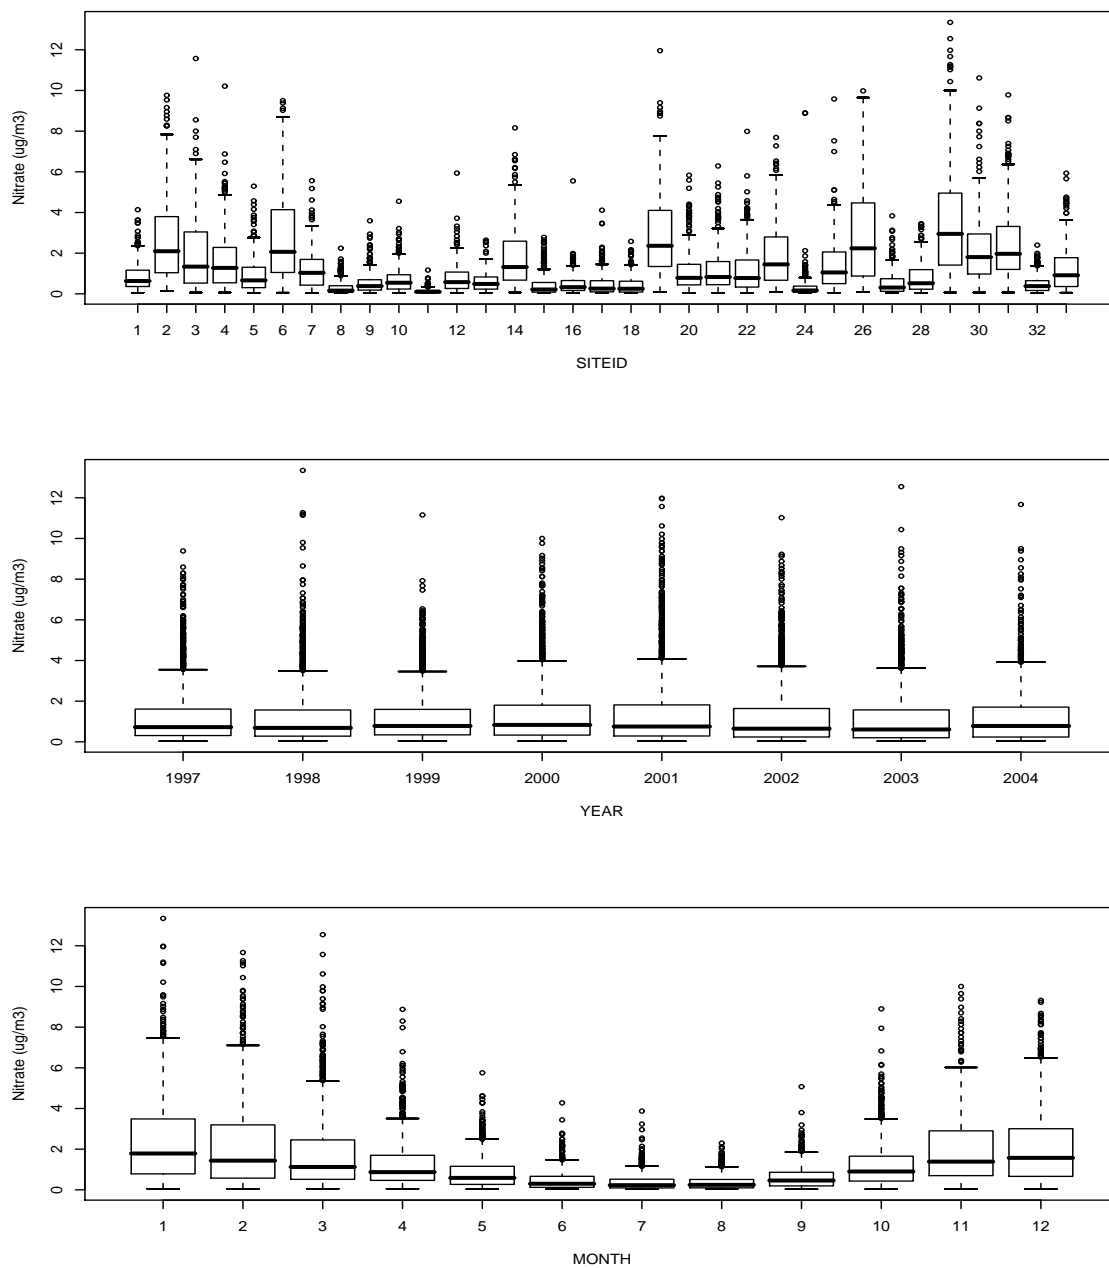 Nitrate (ug/m3)
0 2 4 6 8 10 12
1 2 3 4 5 6 7 8 9 10 12 14 16 18 20 22 24 26 28 30 32
SITEID
Nitrate (ug/m3)
0 2 4 6 8 10 12
1997 1998 1999 2000 2001 2002 2003 2004
YEAR
Nitrate (ug/m3)
0 2 4 6 8 10 12
1 2 3 4 5 6 7 8 9 10 11 12
MONTH